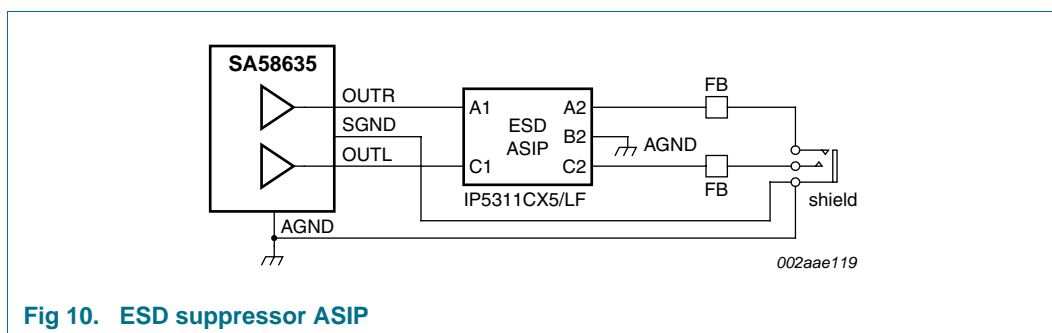 SA58635
OUTR
SGND
OUTL
AGND
A1
C1
ESD
ASIP
A2
B2
C2
IP5311CX5/LF
AGND
FB
FB
shield
002aae119
Fig 10. ESD suppressor ASIP